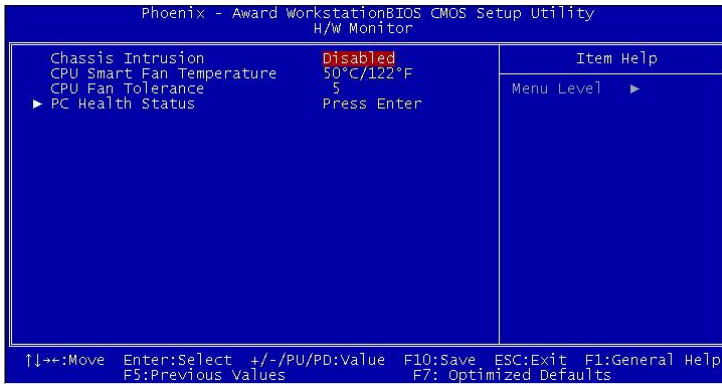 Phoenix - Award WorkstationBIOS CMOS Setup Utility
H/W Monitor
Chassis Intrusion Disabled
CPU Smart Fan Temperature 50°C/122°F
CPU Fan Tolerance 5
▶ PC Health Status Press Enter
Item Help
Menu Level ▶
↑↓→←:Move Enter:Select +/-/PU/PD:Value F10:Save ESC:Exit F1:General Help
F5:Previous Values F7: Optimized Defaults